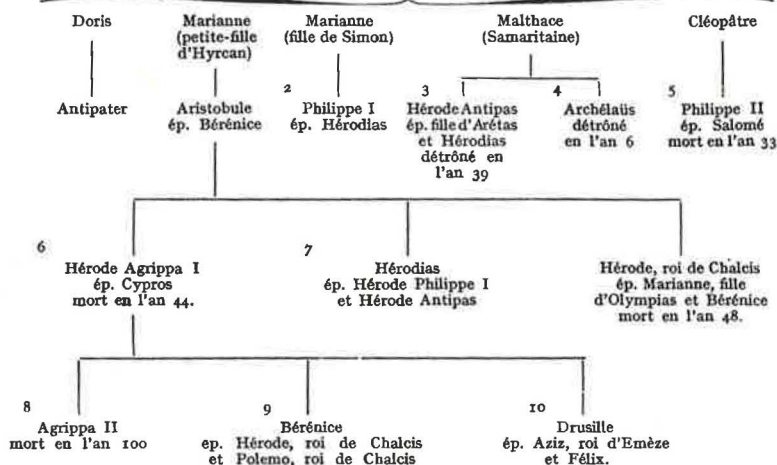 Doris
Marianne
(petite-fille
d'Hyrcan)
Marianne
(fille de Simon)
Malthace
(Samaritaine)
Cléopâtre
Antipater
Aristobule
ép. Bérénice
2
Philippe I
ép. Hérodias
3
Hérode Antipas
ép. fille d'Arétas
et Hérodias
détrôné en
l'an 39
4
Archélaüs
détrôné
en l'an 6
5
Philippe II
ép. Salomé
mort en l'an 33
6
Hérode Agrippa I
ép. Cypros
mort en l'an 44.
7
Hérodias
ép. Hérode Philippe I
et Hérode Antipas
Hérode, roi de Chalcis
ép. Marianne, fille
d'Olympias et Bérénice
mort en l'an 48.
8
Agrippa II
mort en l'an 100
9
Bérénice
ep. Hérode, roi de Chalcis
et Polemo, roi de Chalcis
10
Drusille
ép. Aziz, roi d'Emèze
et Félix.